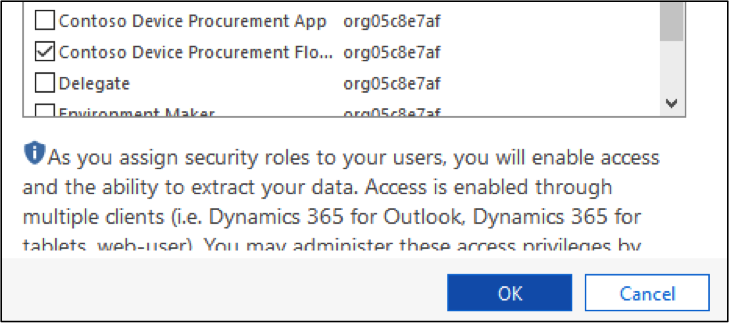 Contoso Device Procurement App org05c8e7af
Contoso Device Procurement Flo... org05c8e7af
Delegate org05c8e7af
Environment Maker org05c8e7af
As you assign security roles to your users, you will enable access
and the ability to extract your data. Access is enabled through
multiple clients (i.e. Dynamics 365 for Outlook, Dynamics 365 for
tablets, web-user). You may administer these access privileges by
OK Cancel